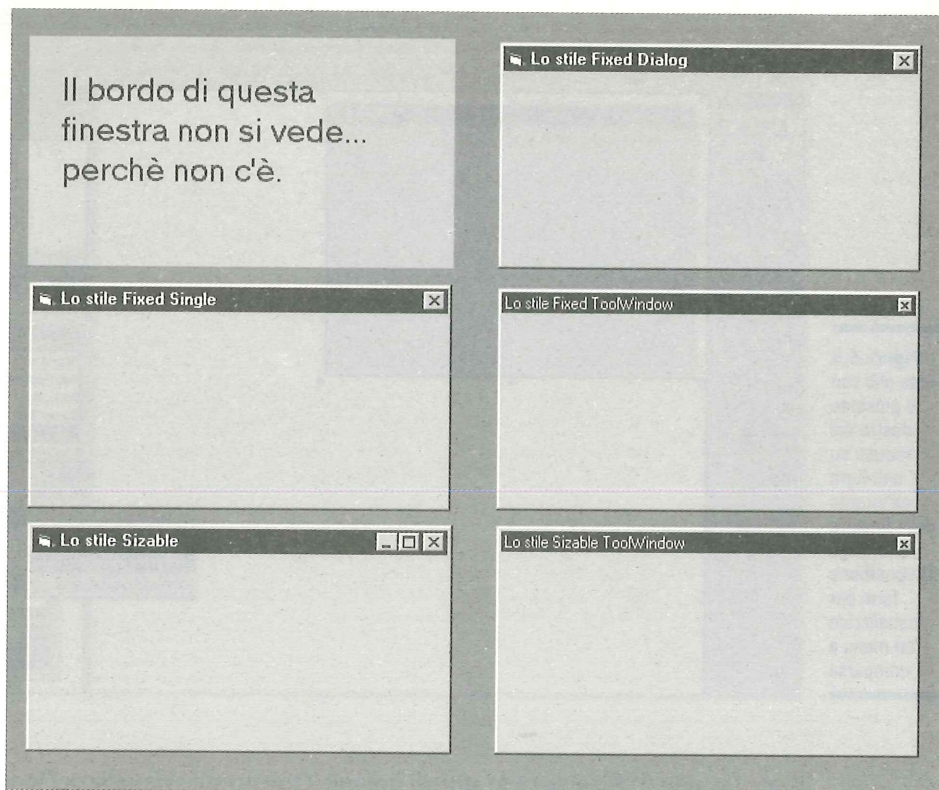 Il bordo di questa
finestra non si vede...
perchè non c'è.
Lo stile Fixed Dialog
Lo stile Fixed Single
Lo stile Fixed ToolWindow
Lo stile Sizable
Lo stile Sizable ToolWindow